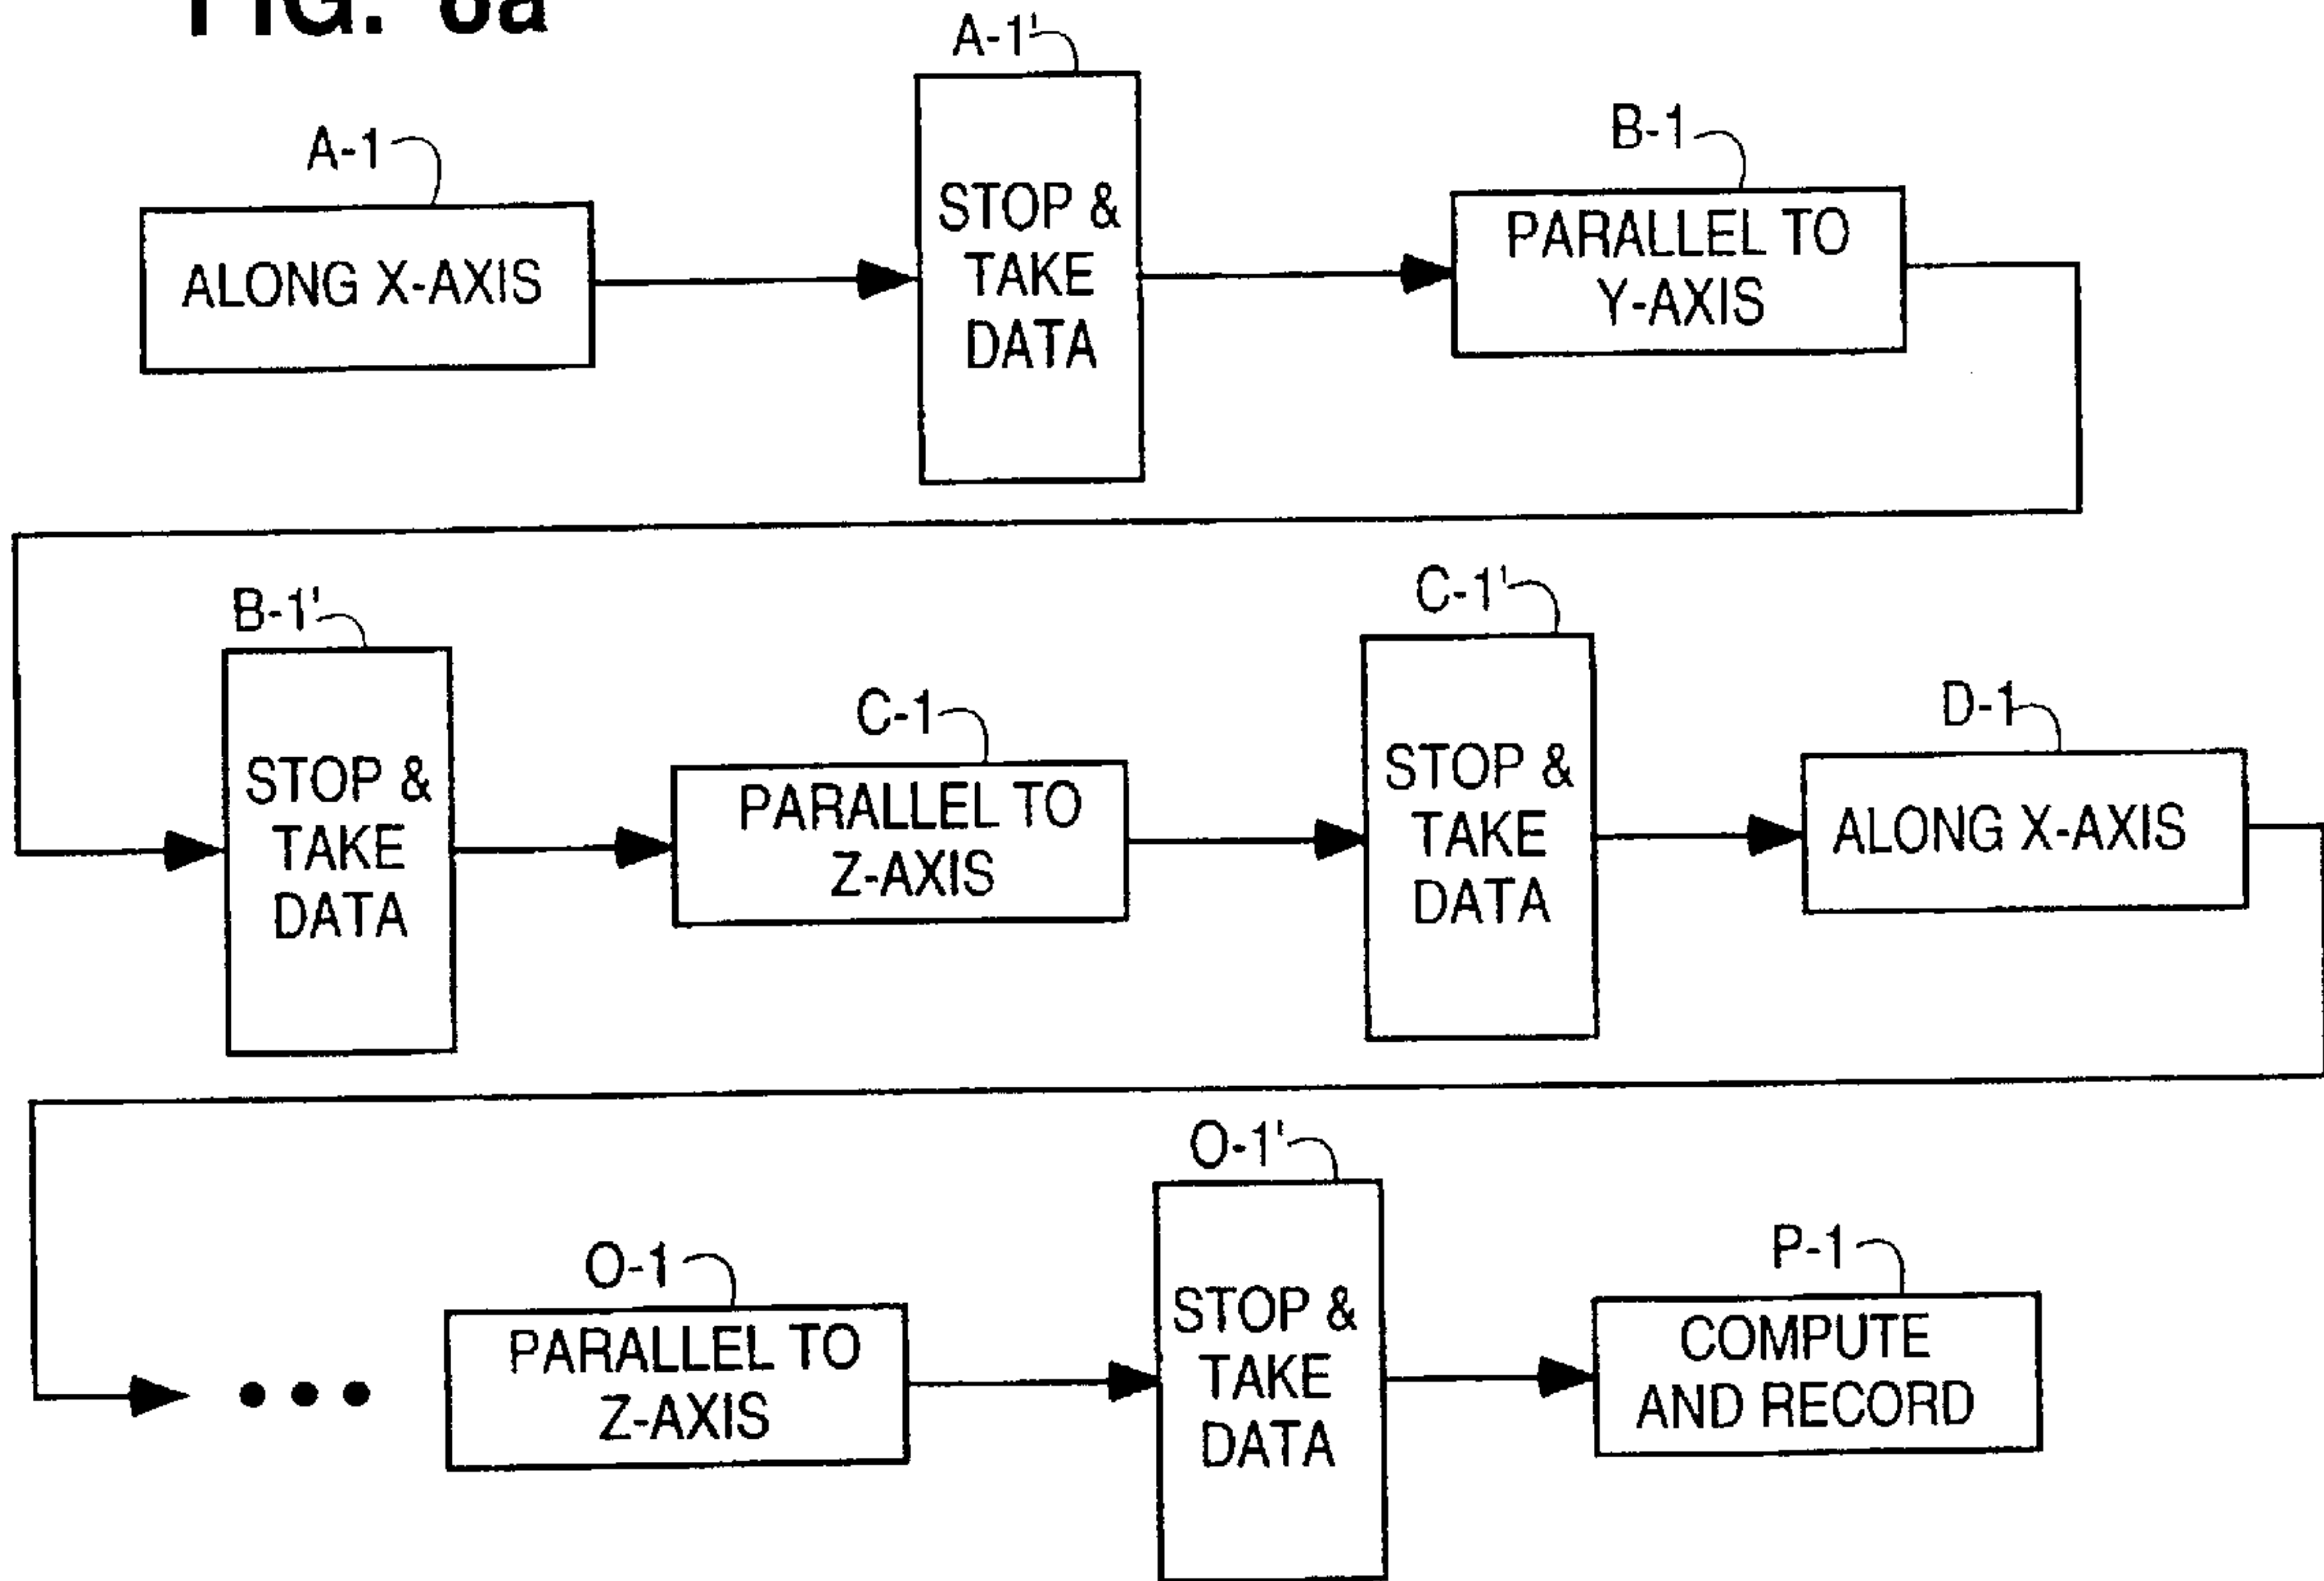 A-1'
A-1
B-1
ALONG X-AXIS
STOP &
TAKE
DATA
PARALLEL TO
Y-AXIS
B-1'
C-1
C-1'
D-1
STOP &
TAKE
DATA
PARALLEL TO
Z-AXIS
STOP &
TAKE
DATA
ALONG X-AXIS
O-1
O-1'
P-1
PARALLEL TO
Z-AXIS
STOP &
TAKE
DATA
COMPUTE
AND RECORD